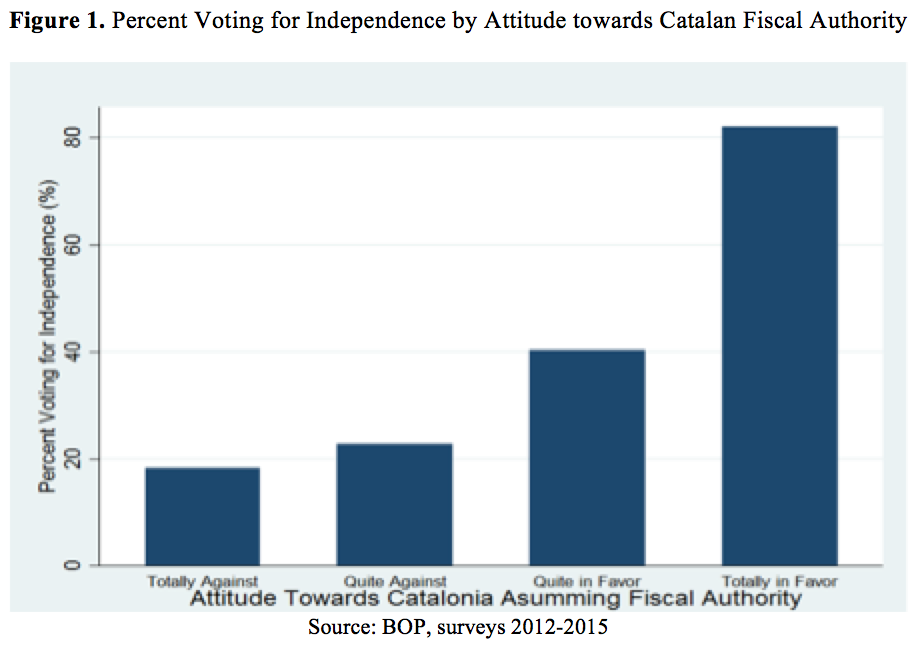 Figure 1. Percent Voting for Independence by Attitude towards Catalan Fiscal Authority
Percent Voting for Independence (%)
80
60
40
20
0
Totally Against Quite Against Quite in Favor Totally in Favor
Attitude Towards Catalonia Asumming Fiscal Authority
Source: BOP, surveys 2012-2015